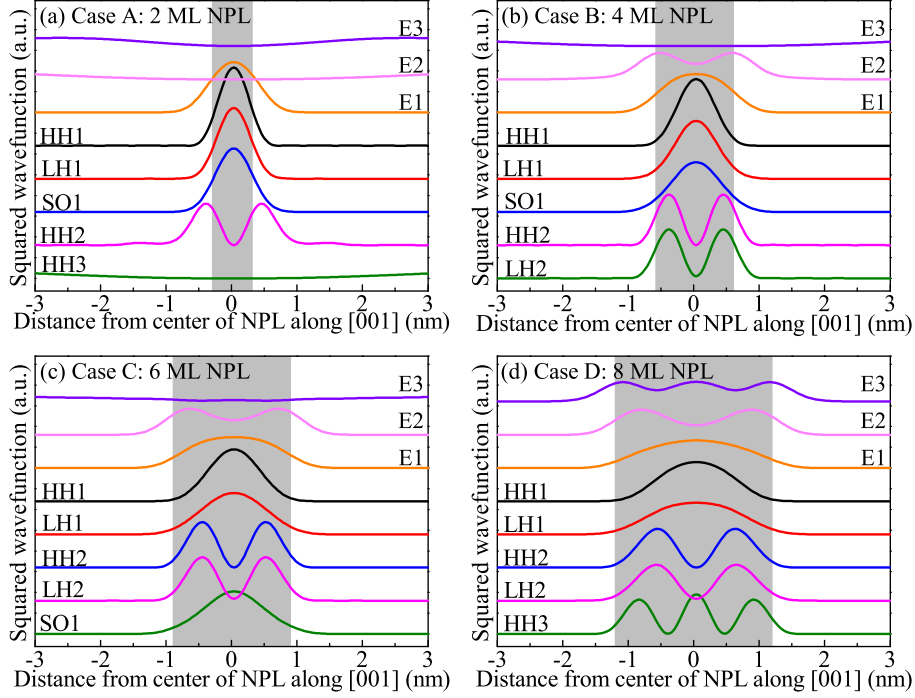 (a) Case A: 2 ML NPL
Squared wavefunction (a.u.)
E3
E2
E1
HH1
LH1
SO1
HH2
HH3
-3 -2 -1 0 1 2 3
Distance from center of NPL along [001] (nm)
(b) Case B: 4 ML NPL
Squared wavefunction (a.u.)
E3
E2
E1
HH1
LH1
SO1
HH2
LH2
-3 -2 -1 0 1 2 3
Distance from center of NPL along [001] (nm)
(c) Case C: 6 ML NPL
Squared wavefunction (a.u.)
E3
E2
E1
HH1
LH1
HH2
LH2
SO1
-3 -2 -1 0 1 2 3
Distance from center of NPL along [001] (nm)
(d) Case D: 8 ML NPL
Squared wavefunction (a.u.)
E3
E2
E1
HH1
LH1
HH2
LH2
HH3
-3 -2 -1 0 1 2 3
Distance from center of NPL along [001] (nm)